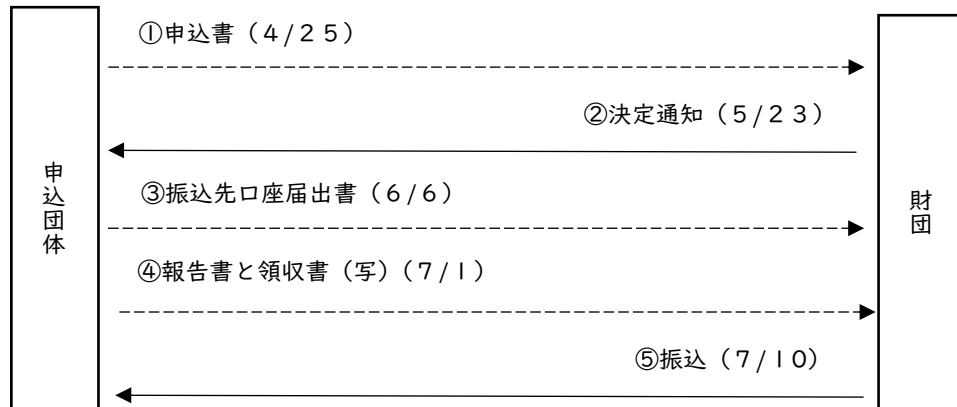 ①申込書（4/２５）
②決定通知（５/２３）
③振込先口座届出書（６/６）
④報告書と領収書（写）（７/１）
⑤振込（７/１０）
申込団体
財団